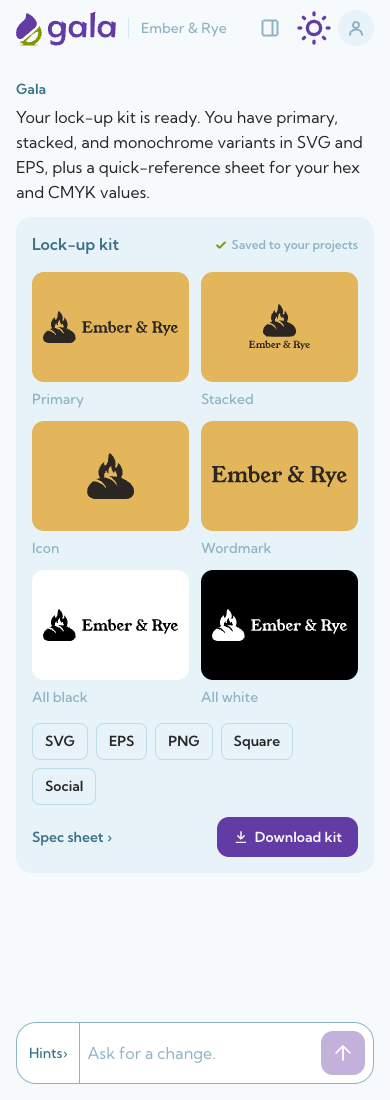 gala
Ember & Rye
Gala
Your lock-up kit is ready. You have primary,
stacked, and monochrome variants in SVG and
EPS, plus a quick-reference sheet for your hex
and CMYK values.
Lock-up kit
Saved to your projects
Ember & Rye
Ember & Rye
Primary
Stacked
Ember & Rye
Icon
Wordmark
Ember & Rye
Ember & Rye
All black
All white
SVG
EPS
PNG
Square
Social
Spec sheet ›
Download kit
Hints›
Ask for a change.